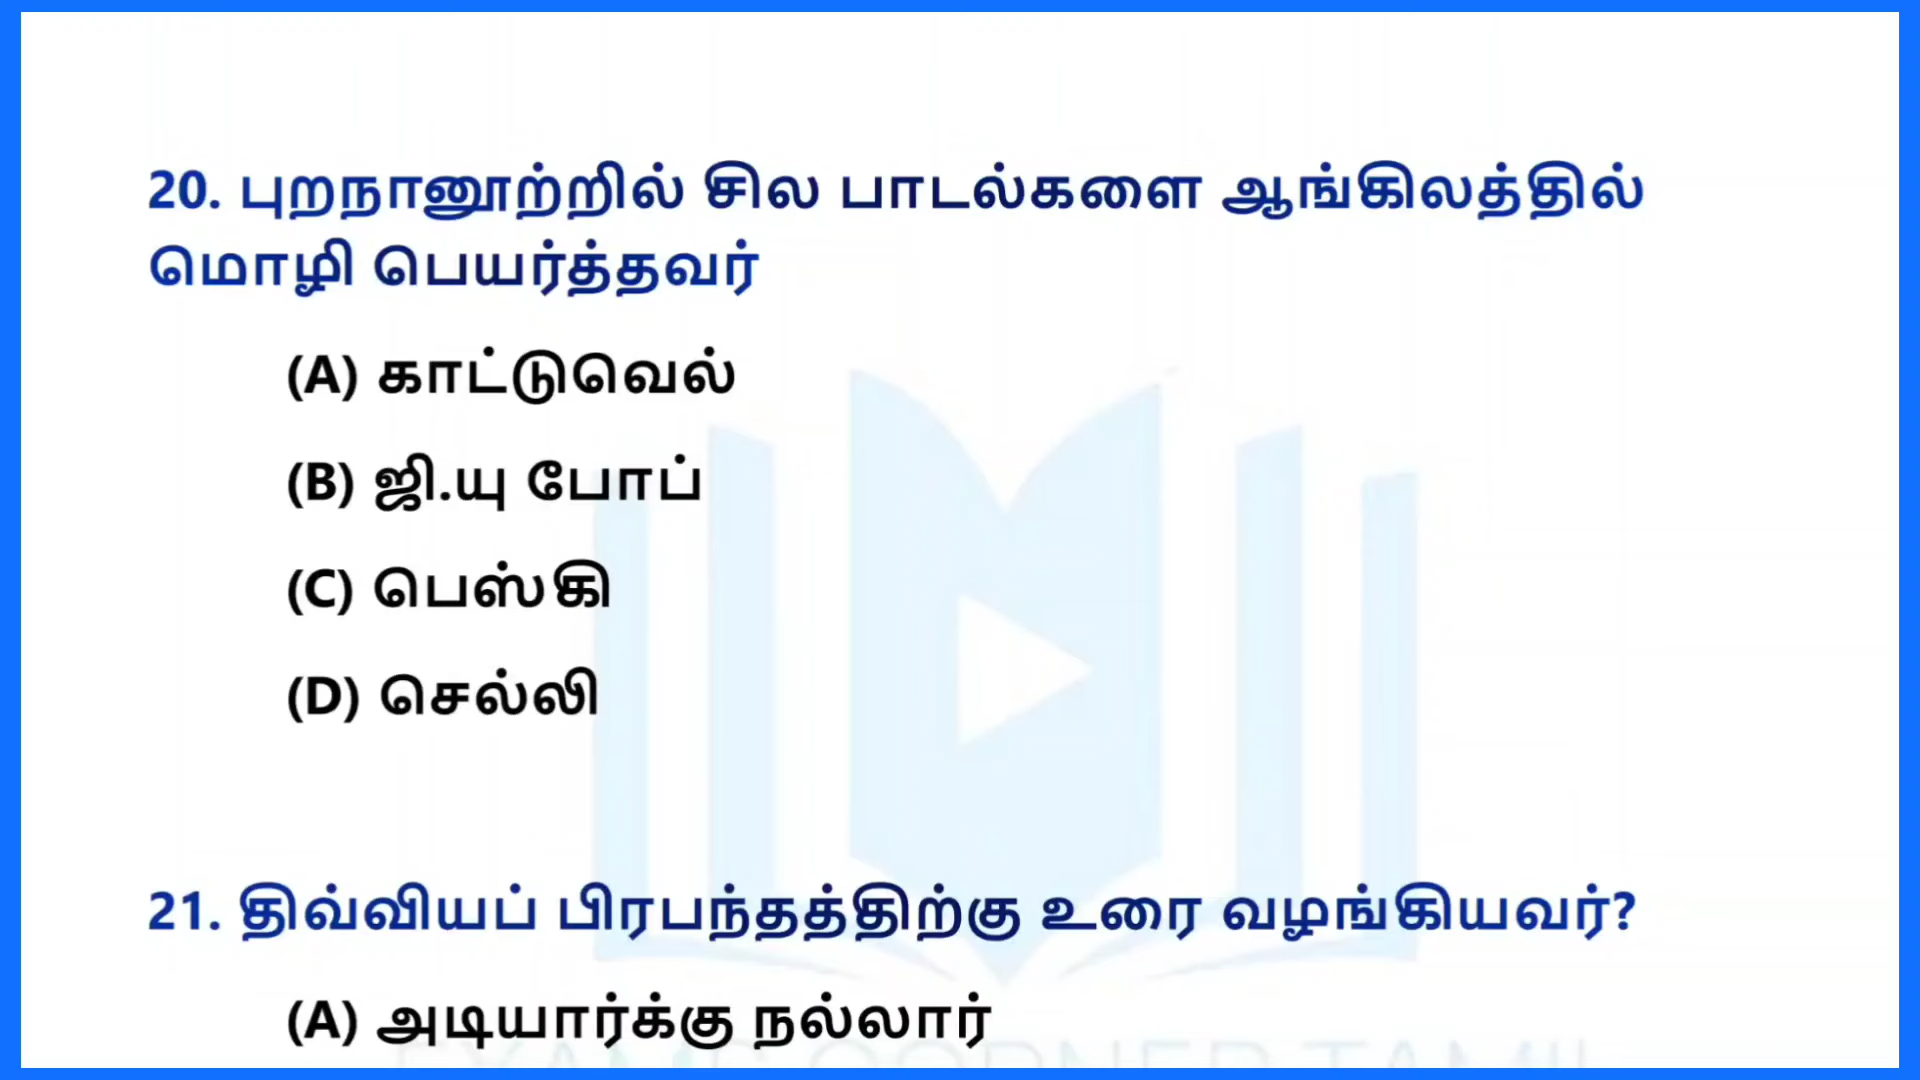 20. புறநானூற்றில் சில பாடல்களை ஆங்கிலத்தில்
மொழி பெயர்த்தவர்
(A) காட்டுவெல்
(B) ஜி.யு போப்
(C) பெஸ்கி
(D) செல்லி
21. திவ்வியப் பிரபந்தத்திற்கு உரை வழங்கியவர்?
(A) அடியார்க்கு நல்லார்